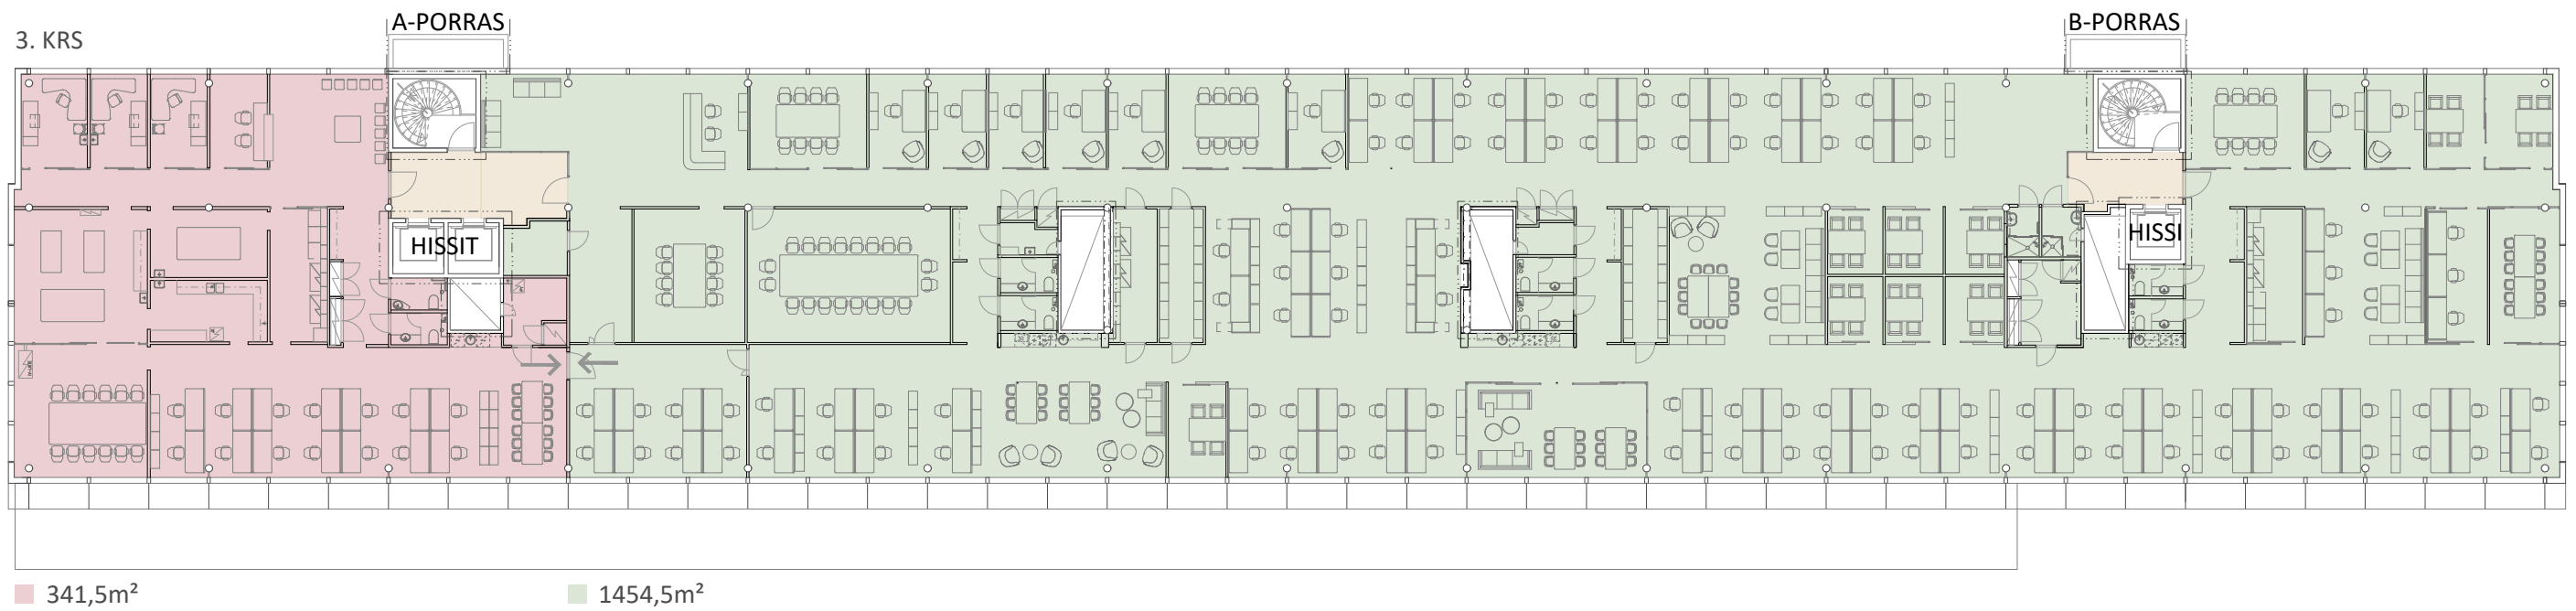 A-PORRAS
B-PORRAS
3. KRS
HISSIT
HISSI
341,5m²
1454,5m²